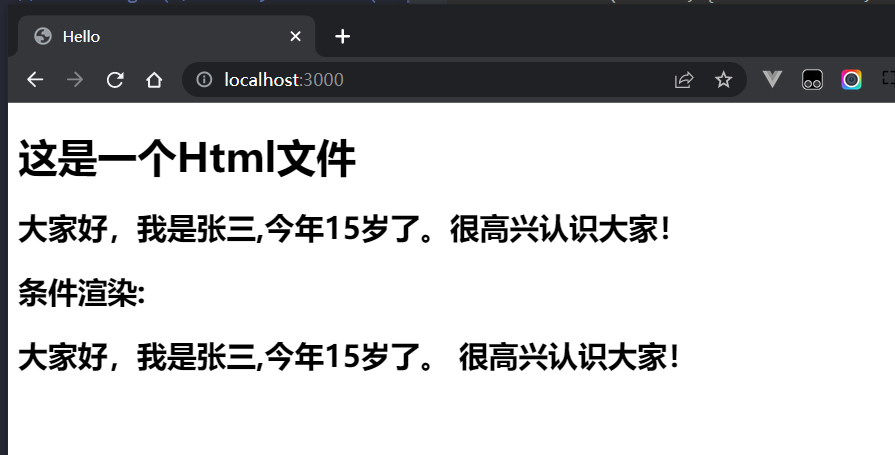 Hello
localhost:3000
这是一个Html文件
大家好，我是张三,今年15岁了。很高兴认识大家！
条件渲染:
大家好，我是张三,今年15岁了。 很高兴认识大家！